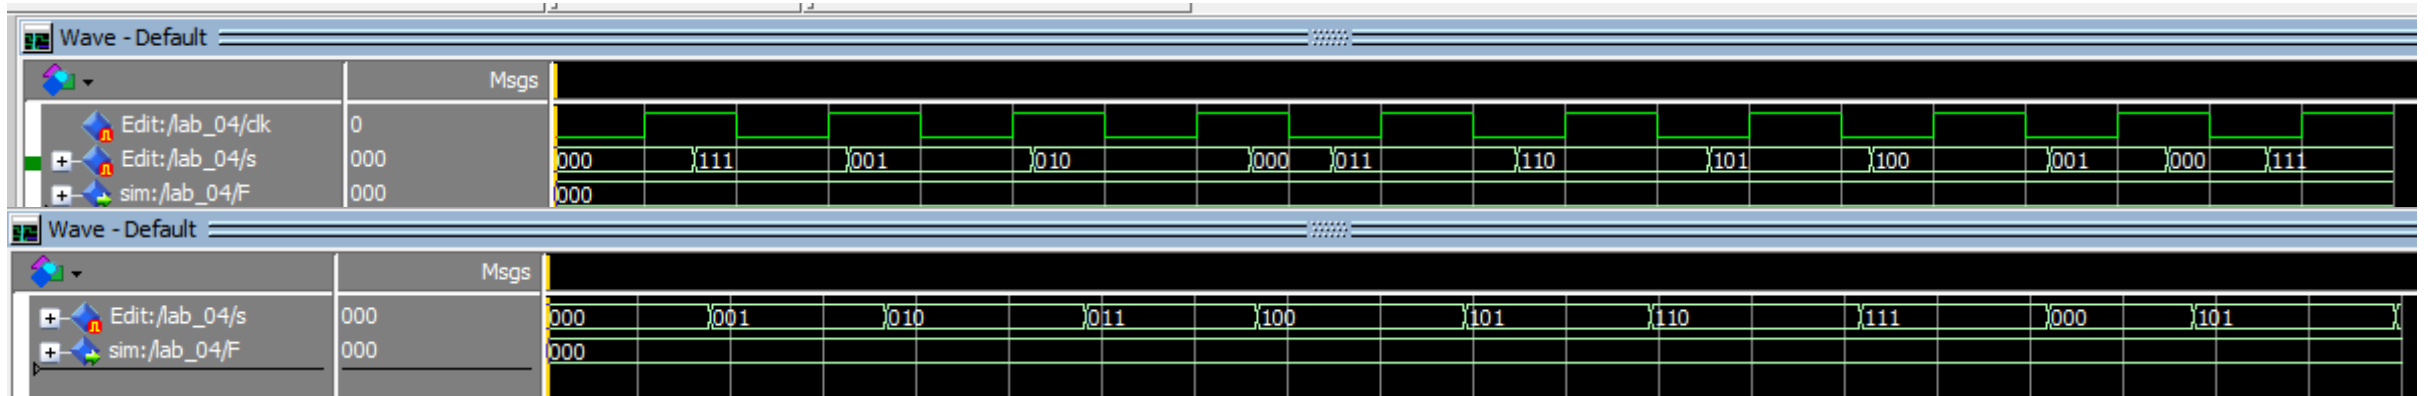 Wave - Default
Msgs
Edit:/lab_04/clk 0
Edit:/lab_04/s 000 000 111 001 010 000 011 110 101 100 001 000 111
sim:/lab_04/F 000 000
Wave - Default
Msgs
Edit:/lab_04/s 000 000 001 010 011 100 101 110 111 000 101
sim:/lab_04/F 000 000